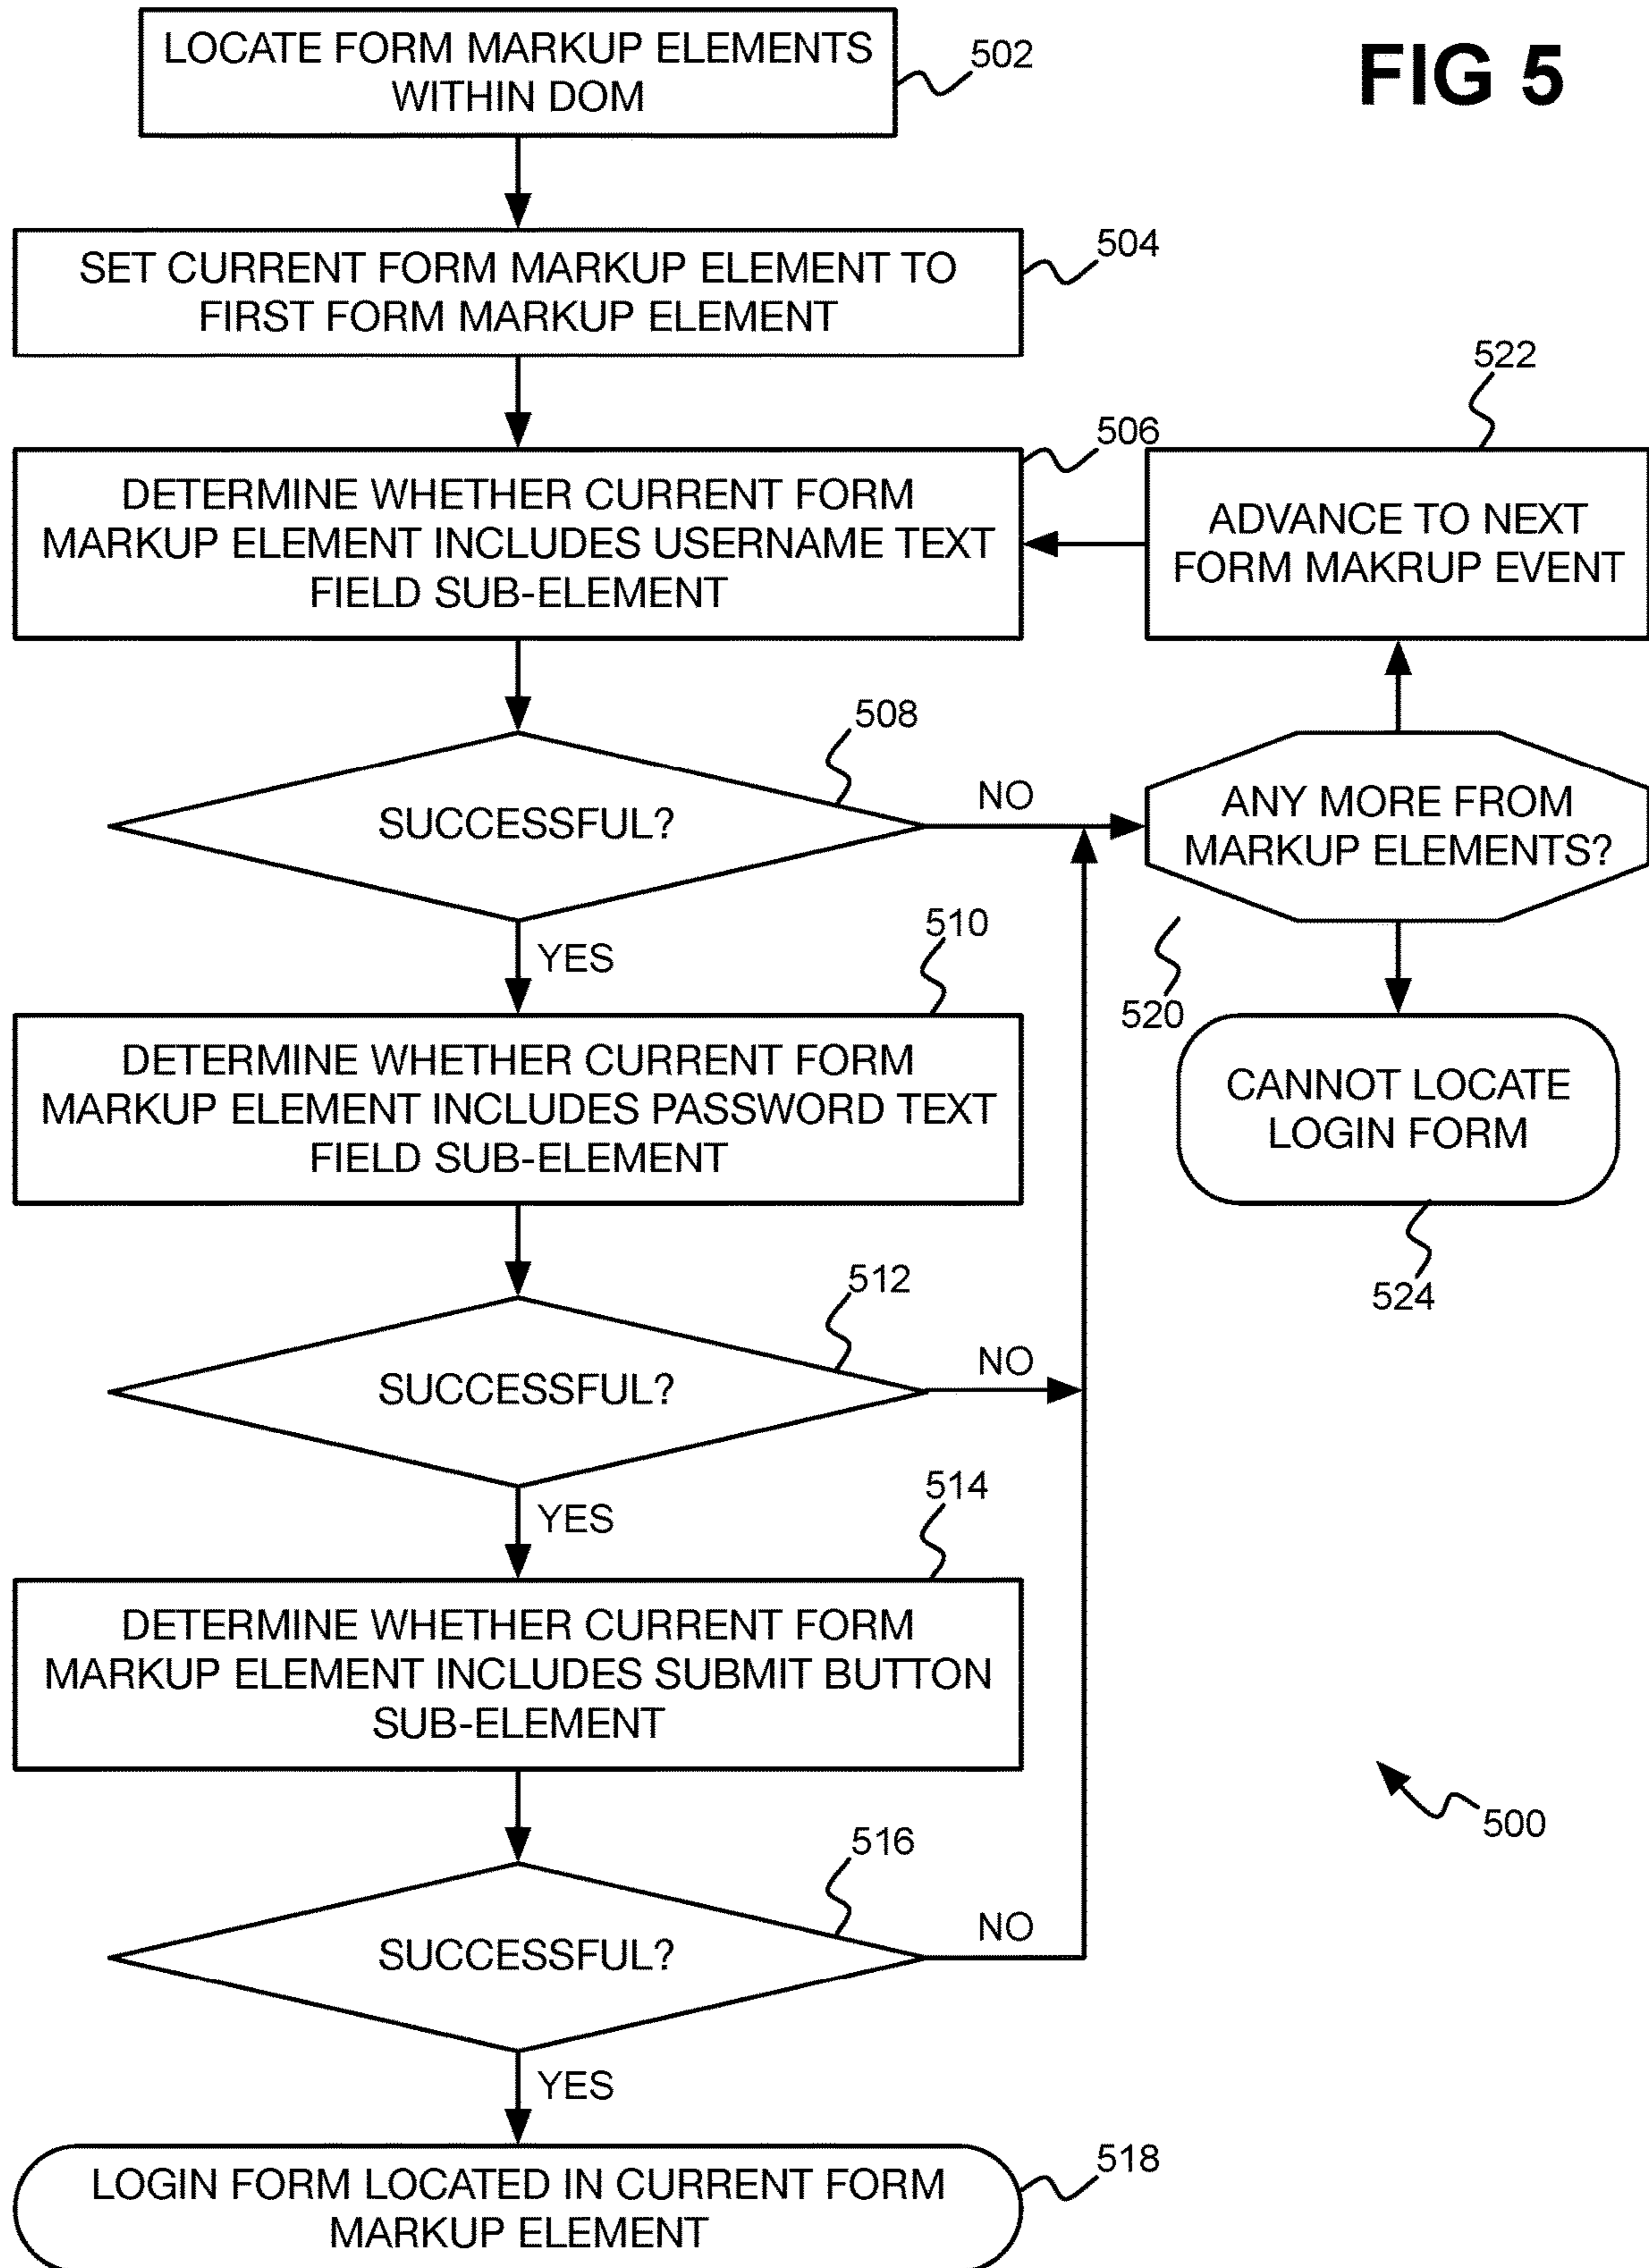 FIG 5
LOCATE FORM MARKUP ELEMENTS
WITHIN DOM
502
SET CURRENT FORM MARKUP ELEMENT TO
FIRST FORM MARKUP ELEMENT
504
522
506
DETERMINE WHETHER CURRENT FORM
MARKUP ELEMENT INCLUDES USERNAME TEXT
FIELD SUB-ELEMENT
ADVANCE TO NEXT
FORM MAKRUP EVENT
508
SUCCESSFUL?
NO
ANY MORE FROM
MARKUP ELEMENTS?
YES
510
520
DETERMINE WHETHER CURRENT FORM
MARKUP ELEMENT INCLUDES PASSWORD TEXT
FIELD SUB-ELEMENT
CANNOT LOCATE
LOGIN FORM
524
512
SUCCESSFUL?
NO
YES
514
DETERMINE WHETHER CURRENT FORM
MARKUP ELEMENT INCLUDES SUBMIT BUTTON
SUB-ELEMENT
500
516
SUCCESSFUL?
NO
YES
LOGIN FORM LOCATED IN CURRENT FORM
MARKUP ELEMENT
518